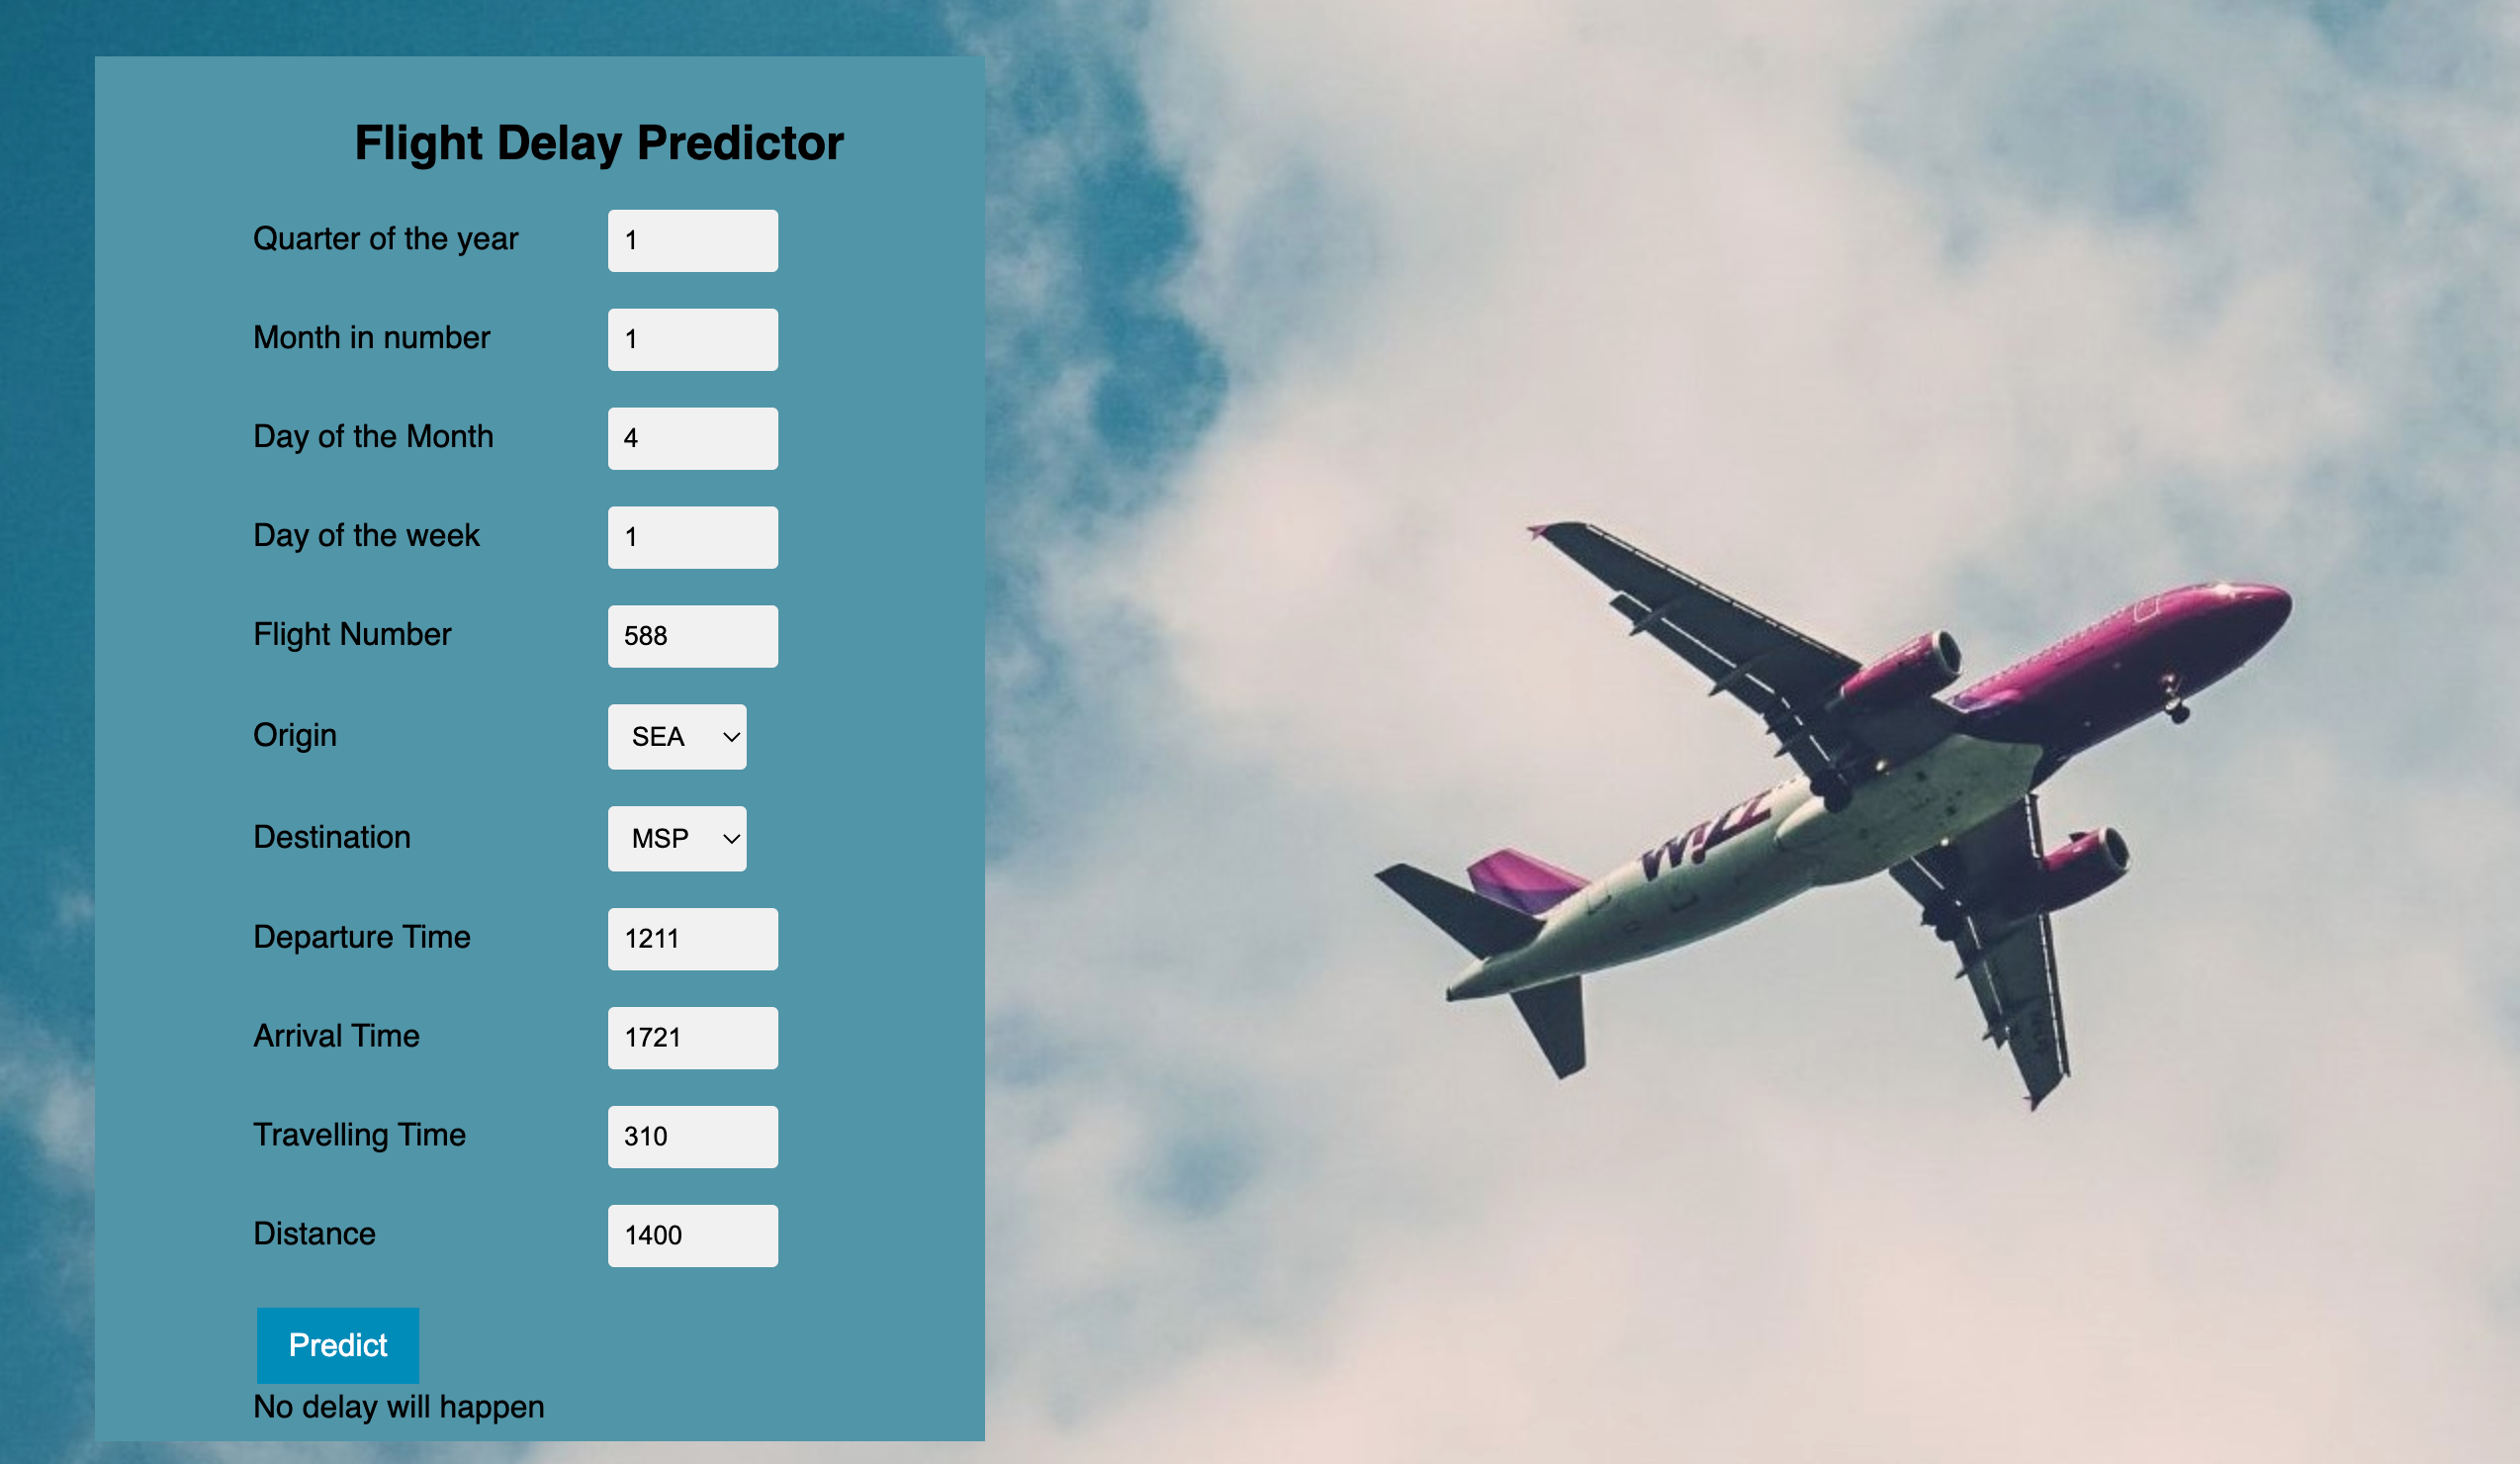 Flight Delay Predictor
Quarter of the year 1
Month in number 1
Day of the Month 4
Day of the week 1
Flight Number 588
Origin SEA
Destination MSP
Departure Time 1211
Arrival Time 1721
Travelling Time 310
Distance 1400
Predict
No delay will happen
W!ZZ